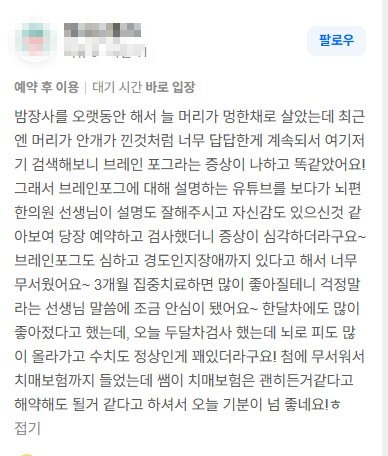 팔로우
예약 후 이용 | 대기 시간 바로 입장
밤장사를 오랫동안 해서 늘 머리가 멍한채로 살았는데 최근
엔 머리가 안개가 낀것처럼 너무 답답한게 계속되서 여기저
기 검색해보니 브레인 포그라는 증상이 나하고 똑같았어요!
그래서 브레인포그에 대해 설명하는 유튜브를 보다가 뇌편
한의원 선생님이 설명도 잘해주시고 자신감도 있으신것 같
아보여 당장 예약하고 검사했더니 증상이 심각하더라구요~
브레인포그도 심하고 경도인지장애까지 있다고 해서 너무
무서웠어요~ 3개월 집중치료하면 많이 좋아질테니 걱정말
라는 선생님 말씀에 조금 안심이 됐어요~ 한달차에도 많이
좋아졌다고 했는데, 오늘 두달차검사 했는데 뇌로 피도 많
이 올라가고 수치도 정상인게 꽤있더라구요! 첨에 무서워서
치매보험까지 들었는데 쌤이 치매보험은 괜히든거같다고
해약해도 될거 같다고 하셔서 오늘 기분이 넘 좋네요!ㅎ
접기